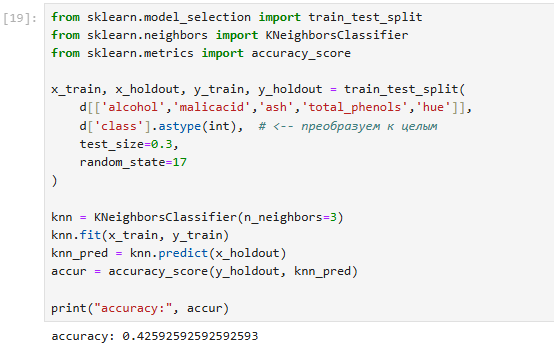 [19]: from sklearn.model_selection import train_test_split
from sklearn.neighbors import KNeighborsClassifier
from sklearn.metrics import accuracy_score

x_train, x_holdout, y_train, y_holdout = train_test_split(
    d[['alcohol','malicacid','ash','total_phenols','hue']],
    d['class'].astype(int),  # <-- преобразуем к целым
    test_size=0.3,
    random_state=17
)

knn = KNeighborsClassifier(n_neighbors=3)
knn.fit(x_train, y_train)
knn_pred = knn.predict(x_holdout)
accur = accuracy_score(y_holdout, knn_pred)

print("accuracy:", accur)
accuracy: 0.42592592592592593